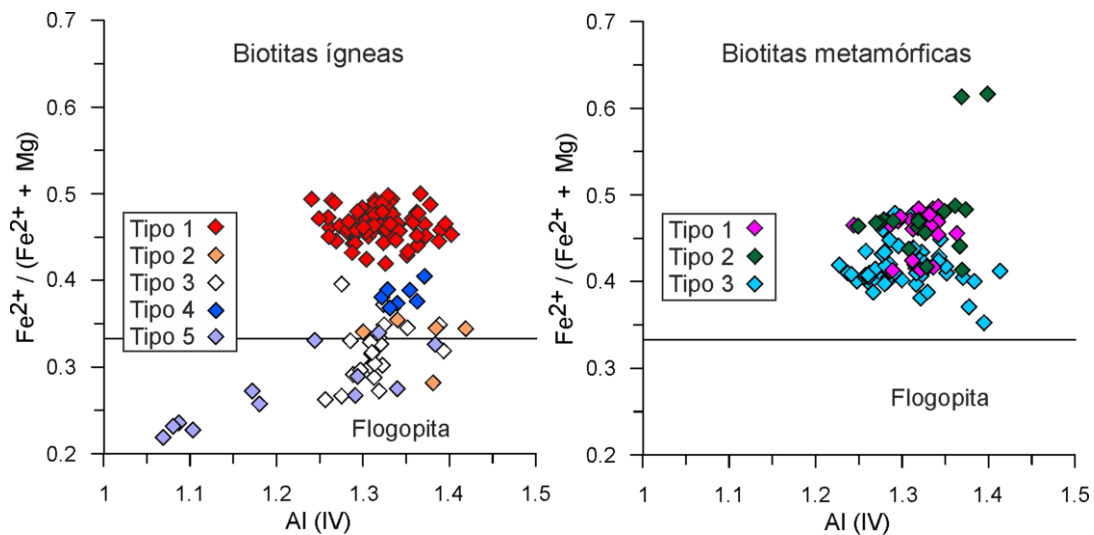 Biotitas ígneas
0.7
0.6
0.5
0.4
0.3
0.2
Fe2+ / (Fe2+ + Mg)
Tipo 1
Tipo 2
Tipo 3
Tipo 4
Tipo 5
Flogopita
1
1.1
1.2
1.3
1.4
1.5
Al (IV)
Biotitas metamórficas
0.7
0.6
0.5
0.4
0.3
0.2
Fe2+ / (Fe2+ + Mg)
Tipo 1
Tipo 2
Tipo 3
Flogopita
1
1.1
1.2
1.3
1.4
1.5
Al (IV)